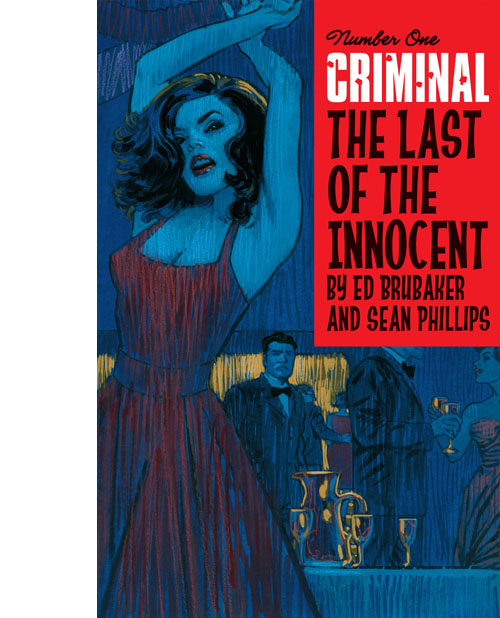 Number One
CRIMINAL
THE LAST
OF THE
INNOCENT
BY ED BRUBAKER
AND SEAN PHILLIPS